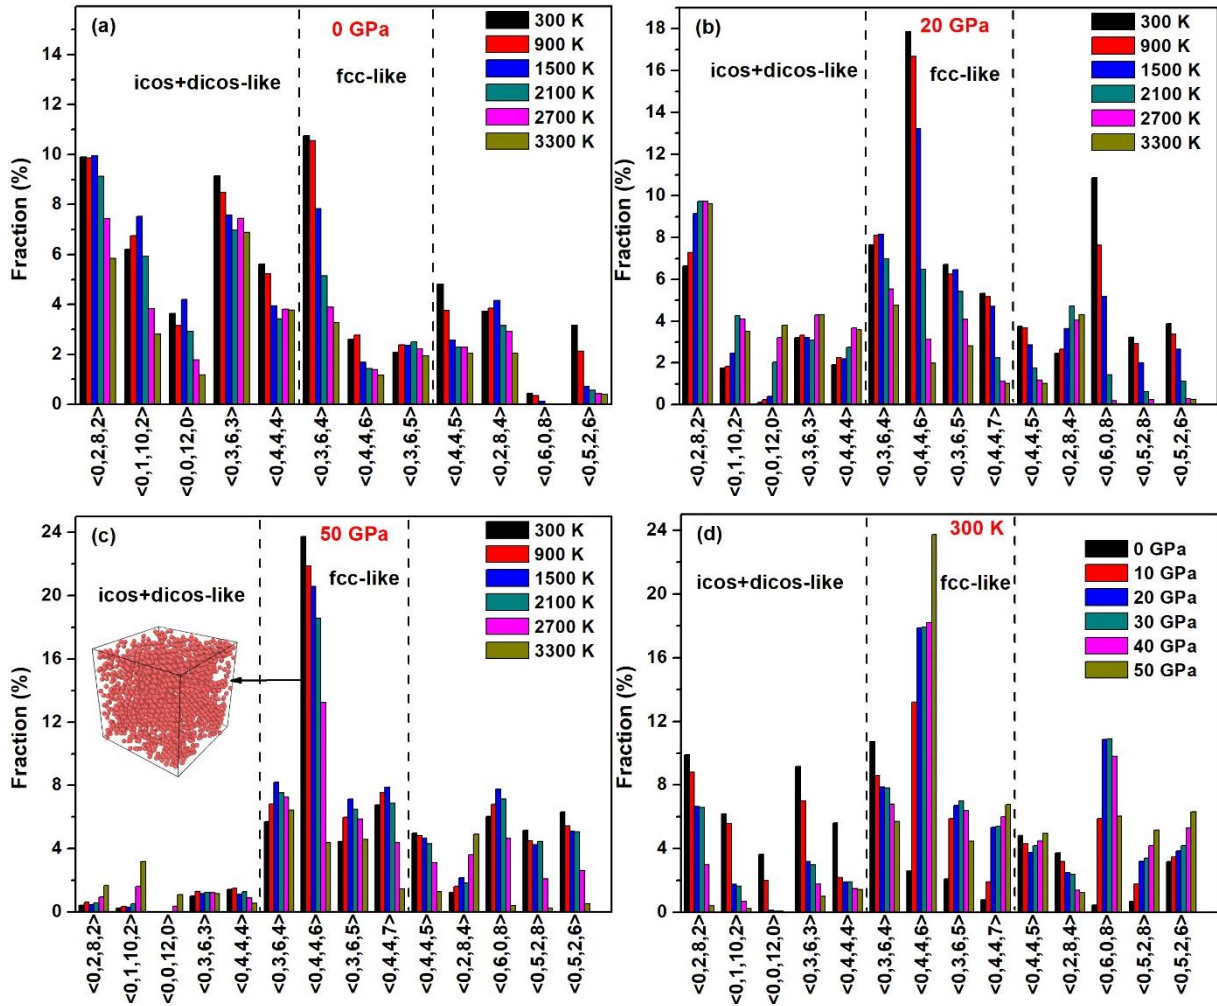 (a)
0 GPa
300 K
900 K
1500 K
2100 K
2700 K
3300 K
icos+dicos-like
fcc-like
Fraction (%)
14
12
10
8
6
4
2
0
<0,2,8,2>
<0,1,10,2>
<0,0,12,0>
<0,3,6,3>
<0,4,4,4>
<0,3,6,4>
<0,4,4,6>
<0,3,6,5>
<0,4,4,5>
<0,2,8,4>
<0,6,0,8>
<0,5,2,6>
(b)
20 GPa
300 K
900 K
1500 K
2100 K
2700 K
3300 K
icos+dicos-like
fcc-like
Fraction (%)
18
16
14
12
10
8
6
4
2
0
<0,2,8,2>
<0,1,10,2>
<0,0,12,0>
<0,3,6,3>
<0,4,4,4>
<0,3,6,4>
<0,4,4,6>
<0,3,6,5>
<0,4,4,7>
<0,4,4,5>
<0,2,8,4>
<0,6,0,8>
<0,5,2,8>
<0,5,2,6>
(c)
50 GPa
300 K
900 K
1500 K
2100 K
2700 K
3300 K
icos+dicos-like
fcc-like
Fraction (%)
24
20
16
12
8
4
0
<0,2,8,2>
<0,1,10,2>
<0,0,12,0>
<0,3,6,3>
<0,4,4,4>
<0,3,6,4>
<0,4,4,6>
<0,3,6,5>
<0,4,4,7>
<0,4,4,5>
<0,2,8,4>
<0,6,0,8>
<0,5,2,8>
<0,5,2,6>
(d)
300 K
0 GPa
10 GPa
20 GPa
30 GPa
40 GPa
50 GPa
icos+dicos-like
fcc-like
Fraction (%)
24
20
16
12
8
4
0
<0,2,8,2>
<0,1,10,2>
<0,0,12,0>
<0,3,6,3>
<0,4,4,4>
<0,3,6,4>
<0,4,4,6>
<0,3,6,5>
<0,4,4,7>
<0,4,4,5>
<0,2,8,4>
<0,6,0,8>
<0,5,2,8>
<0,5,2,6>